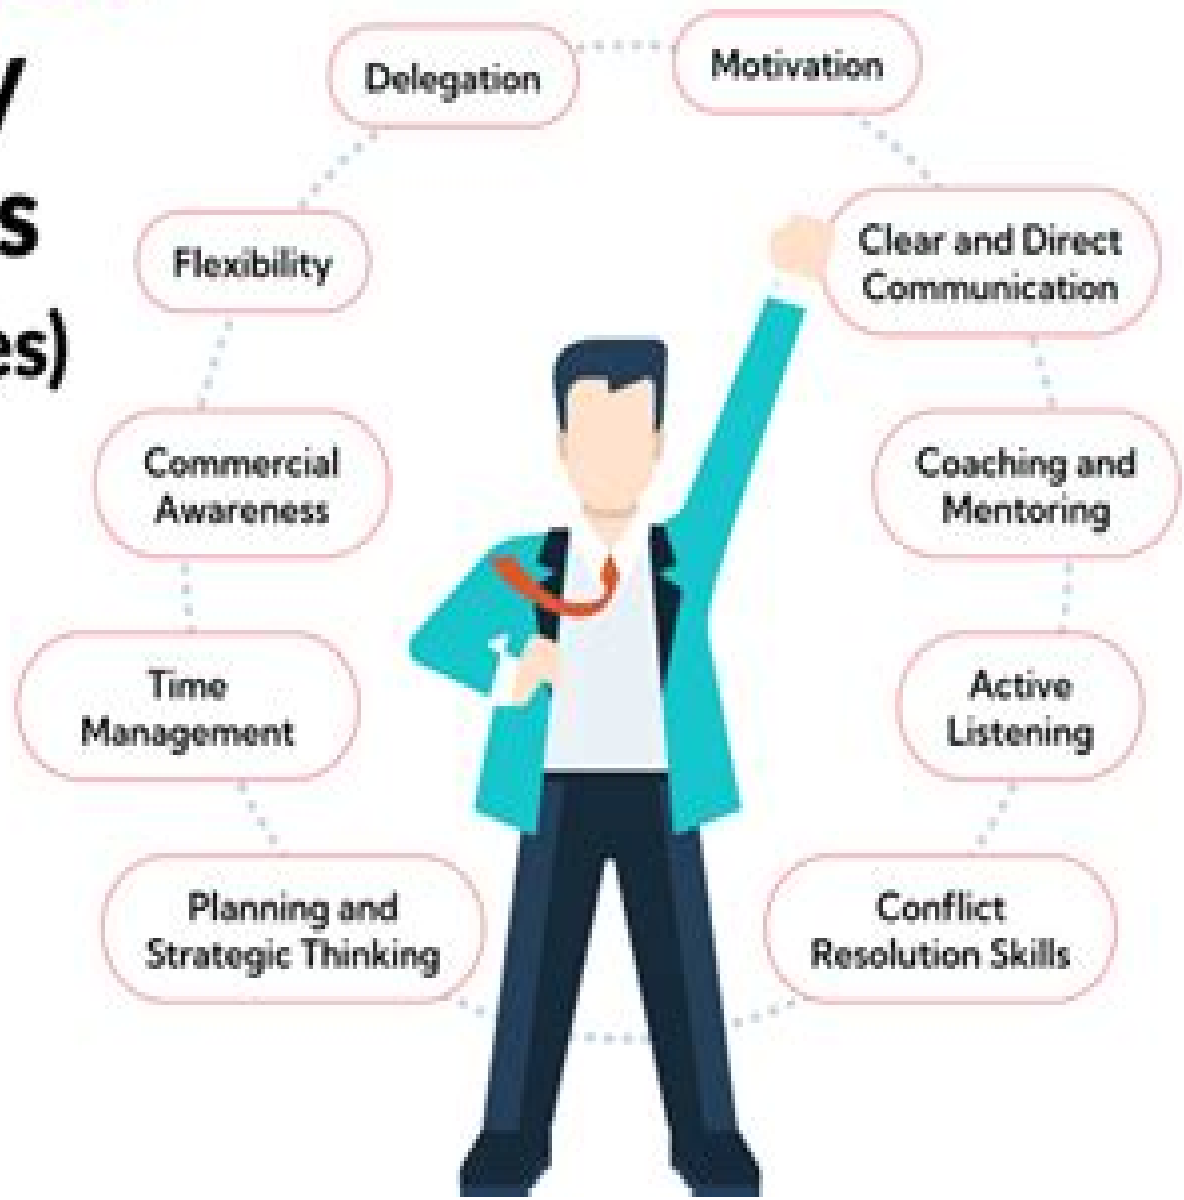 y
s
es)
Delegation
Motivation
Flexibility
Clear and Direct
Communication
Commercial
Awareness
Coaching and
Mentoring
Time
Management
Active
Listening
Planning and
Strategic Thinking
Conflict
Resolution Skills